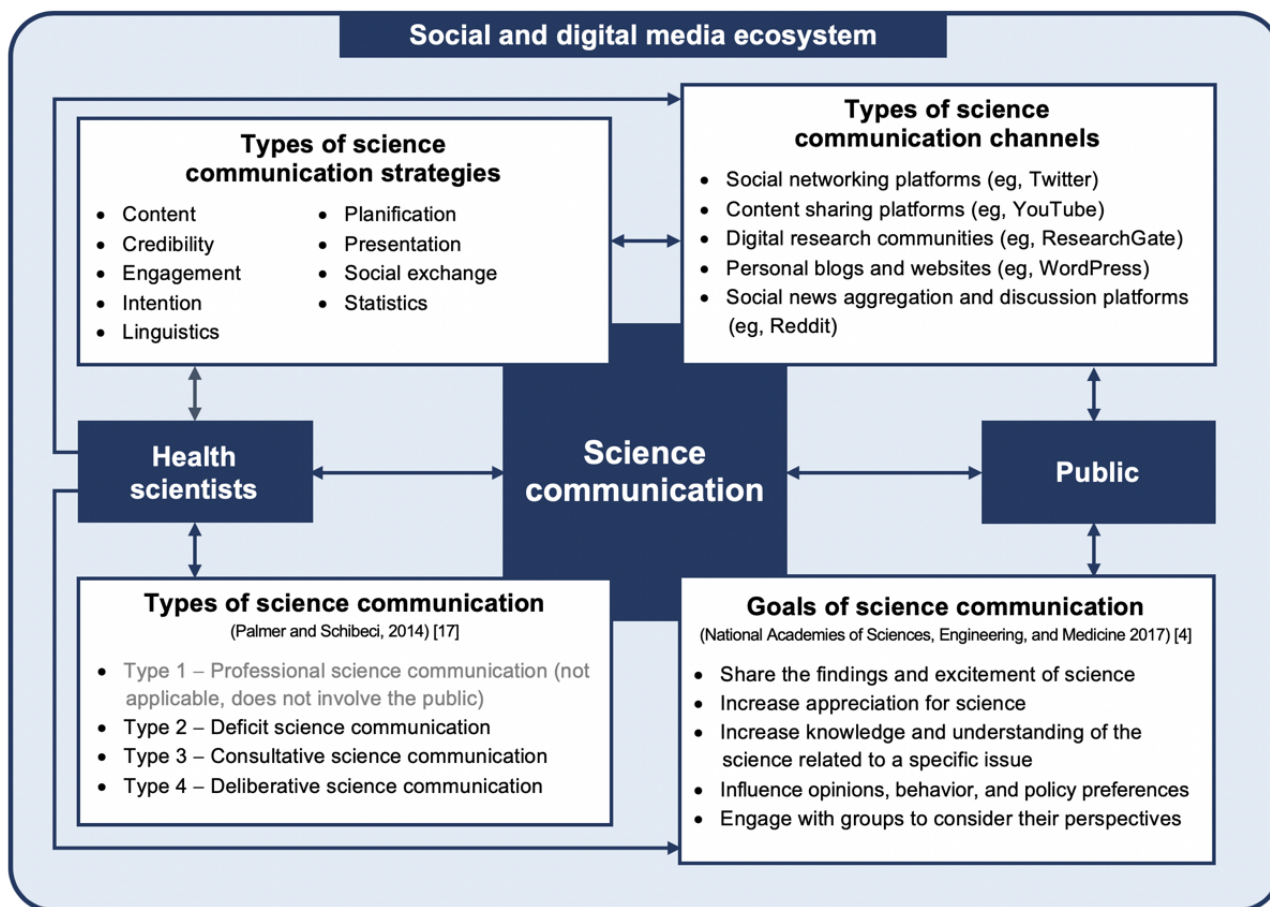 Social and digital media ecosystem
Types of science
communication strategies
• Content
• Credibility
• Engagement
• Intention
• Linguistics
• Planification
• Presentation
• Social exchange
• Statistics
Types of science
communication channels
• Social networking platforms (eg, Twitter)
• Content sharing platforms (eg, YouTube)
• Digital research communities (eg, ResearchGate)
• Personal blogs and websites (eg, WordPress)
• Social news aggregation and discussion platforms
(eg, Reddit)
Health
scientists
Science
communication
Public
Types of science communication
(Palmer and Schibeci, 2014) [17]
• Type 1 – Professional science communication (not
applicable, does not involve the public)
• Type 2 – Deficit science communication
• Type 3 – Consultative science communication
• Type 4 – Deliberative science communication
Goals of science communication
(National Academies of Sciences, Engineering, and Medicine 2017) [4]
• Share the findings and excitement of science
• Increase appreciation for science
• Increase knowledge and understanding of the
science related to a specific issue
• Influence opinions, behavior, and policy preferences
• Engage with groups to consider their perspectives